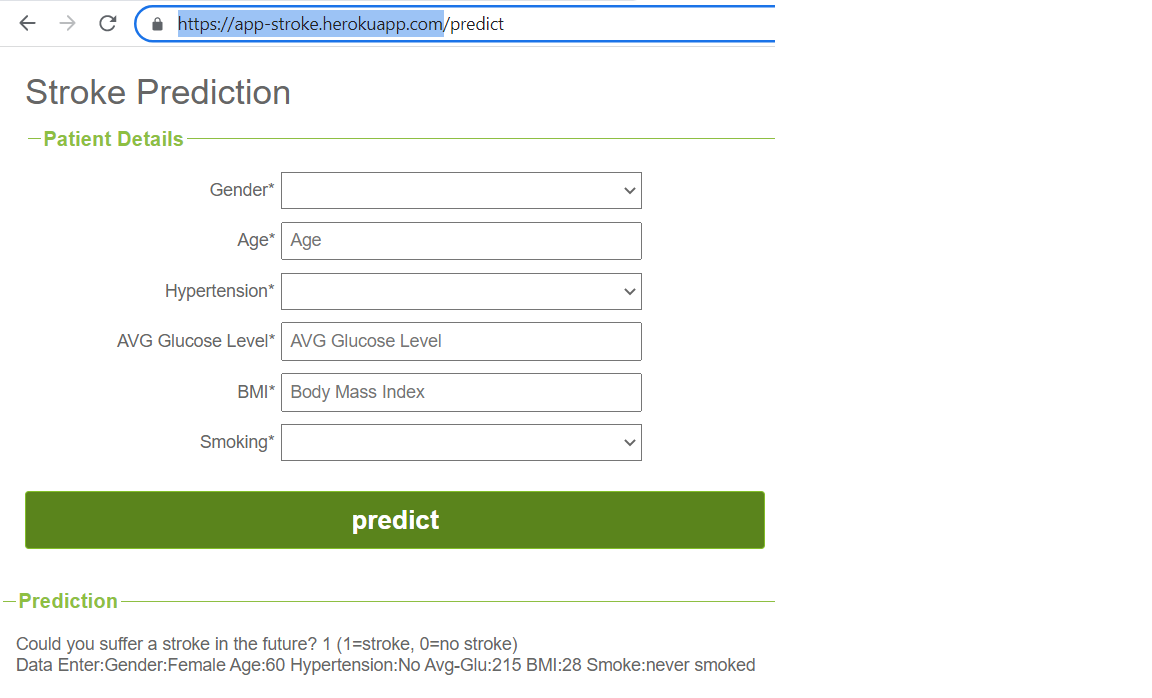 https://app-stroke.herokuapp.com/predict
Stroke Prediction
Patient Details
Gender*
Age* Age
Hypertension*
AVG Glucose Level* AVG Glucose Level
BMI* Body Mass Index
Smoking*
predict
Prediction
Could you suffer a stroke in the future? 1 (1=stroke, 0=no stroke)
Data Enter:Gender:Female Age:60 Hypertension:No Avg-Glu:215 BMI:28 Smoke:never smoked